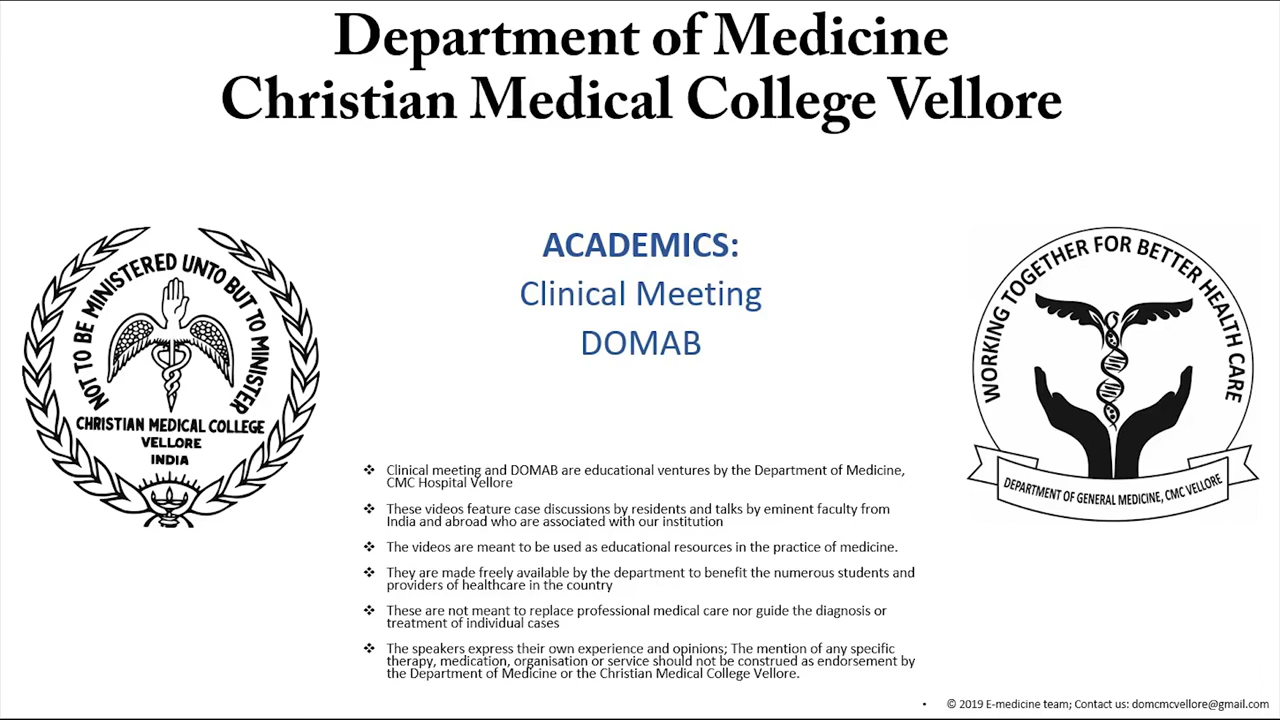 Department of Medicine
Christian Medical College Vellore
NOT TO BE MINISTERED UNTO BUT TO MINISTER
CHRISTIAN MEDICAL COLLEGE
VELLORE
INDIA
ACADEMICS:
Clinical Meeting
DOMAB
WORKING TOGETHER FOR BETTER HEALTH CARE
DEPARTMENT OF GENERAL MEDICINE, CMC VELLORE
❖ Clinical meeting and DOMAB are educational ventures by the Department of Medicine,
CMC Hospital Vellore
❖ These videos feature case discussions by residents and talks by eminent faculty from
India and abroad who are associated with our institution
❖ The videos are meant to be used as educational resources in the practice of medicine.
❖ They are made freely available by the department to benefit the numerous students and
providers of healthcare in the country
❖ These are not meant to replace professional medical care nor guide the diagnosis or
treatment of individual cases
❖ The speakers express their own experience and opinions; The mention of any specific
therapy, medication, organisation or service should not be construed as endorsement by
the Department of Medicine or the Christian Medical College Vellore.
• © 2019 E-medicine team; Contact us: domcmcvellore@gmail.com